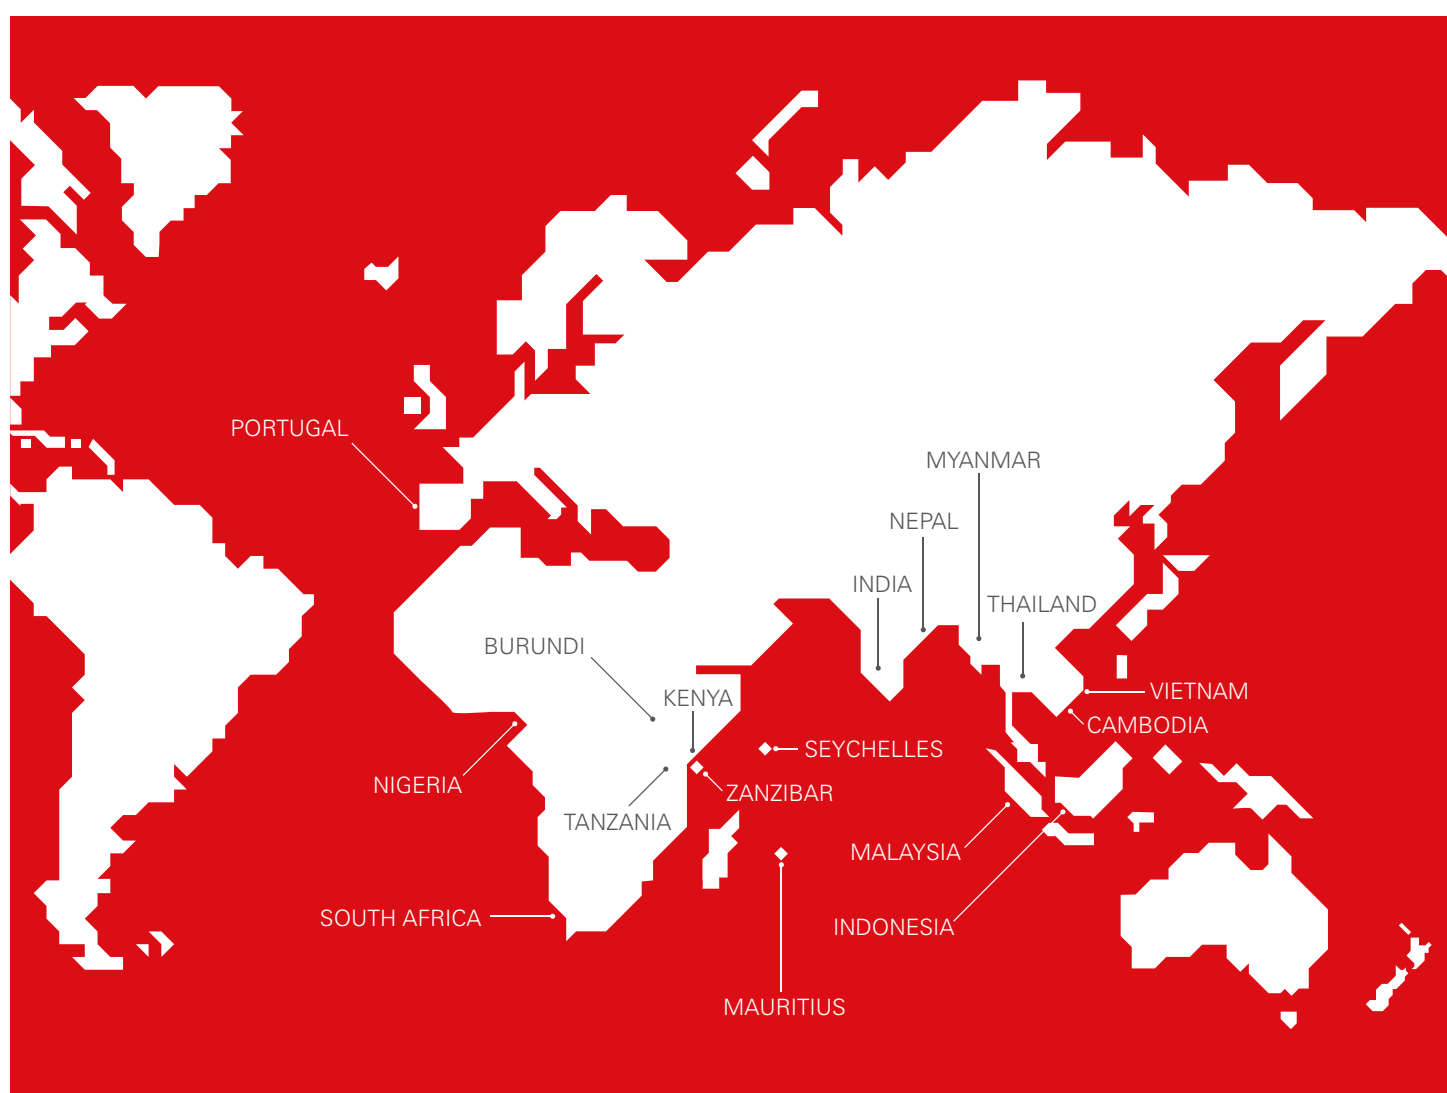 PORTUGAL
MYANMAR
NEPAL
INDIA
THAILAND
BURUNDI
KENYA
VIETNAM
CAMBODIA
SEYCHELLES
NIGERIA
ZANZIBAR
TANZANIA
MALAYSIA
SOUTH AFRICA
INDONESIA
MAURITIUS